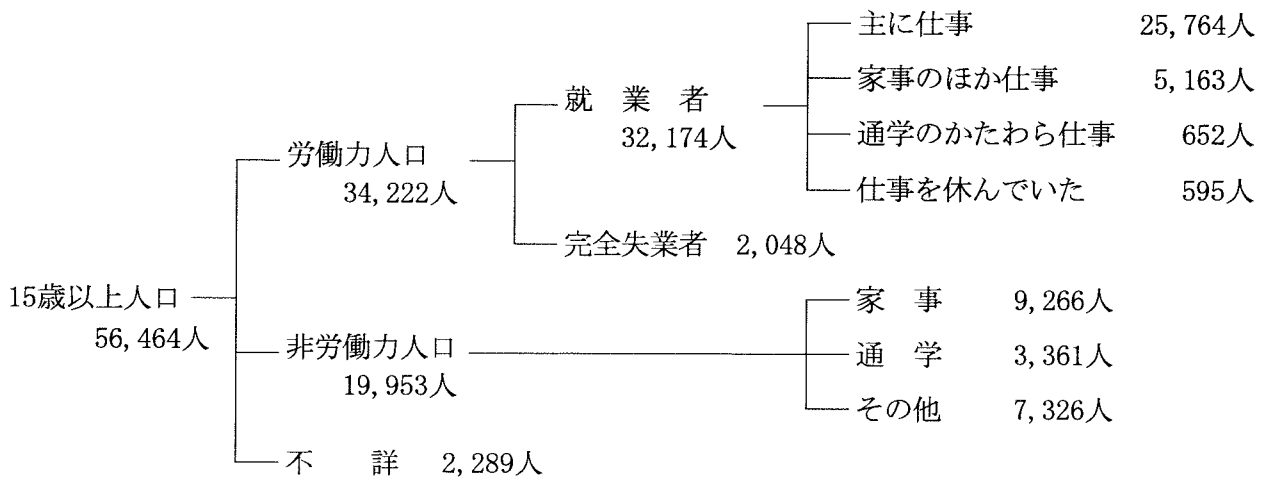 15歳以上人口
56,464人
労働力人口
34,222人
就　業　者
32,174人
主に仕事　25,764人
家事のほか仕事　5,163人
通学のかたわら仕事　652人
仕事を休んでいた　595人
完全失業者　2,048人
非労働力人口
19,953人
家　事　9,266人
通　学　3,361人
その他　7,326人
不　　詳　2,289人